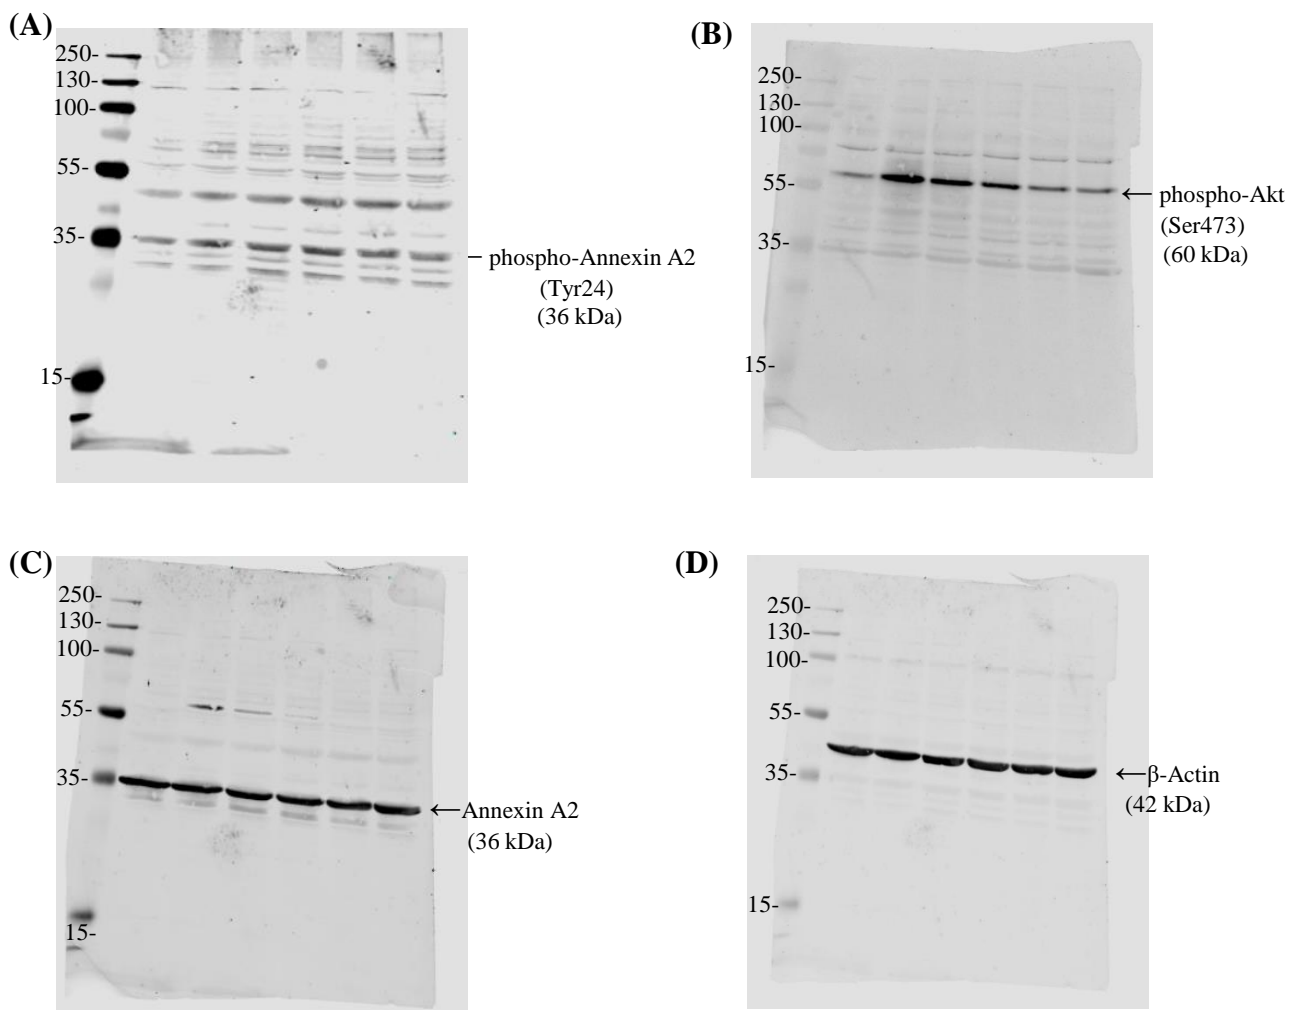 (A)
250-
130-
100-
55-
35-
15-
phospho-Annexin A2
(Tyr24)
(36 kDa)
(B)
250-
130-
100-
55-
35-
15-
phospho-Akt
(Ser473)
(60 kDa)
(C)
250-
130-
100-
55-
35-
15-
Annexin A2
(36 kDa)
(D)
250-
130-
100-
55-
35-
15-
β-Actin
(42 kDa)